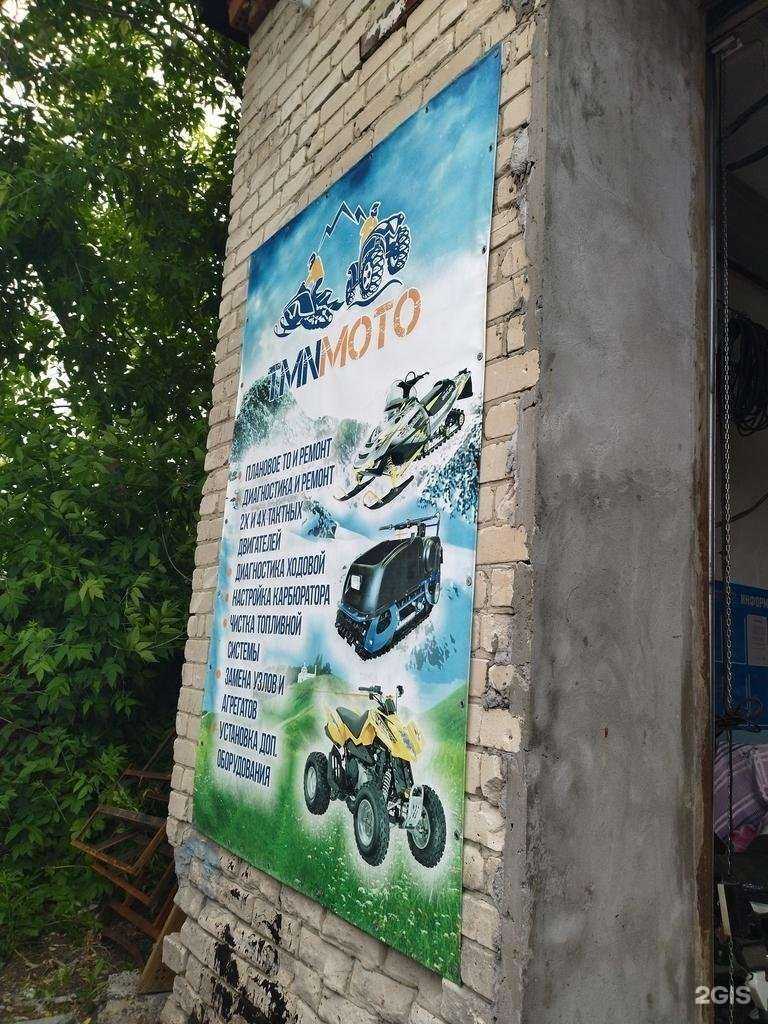 TMNMOTO
ПЛАНОВОЕ ТО И РЕМОНТ
ДИАГНОСТИКА И РЕМОНТ
2Х И 4Х ТАКТНЫХ
ДВИГАТЕЛЕЙ
ДИАГНОСТИКА ХОДОВОЙ
НАСТРОЙКА КАРБЮРАТОРА
ЧИСТКА ТОПЛИВНОЙ
СИСТЕМЫ
ЗАМЕНА УЗЛОВ И
АГРЕГАТОВ
УСТАНОВКА ДОП.
ОБОРУДОВАНИЯ
ИНФОРМ
2GIS